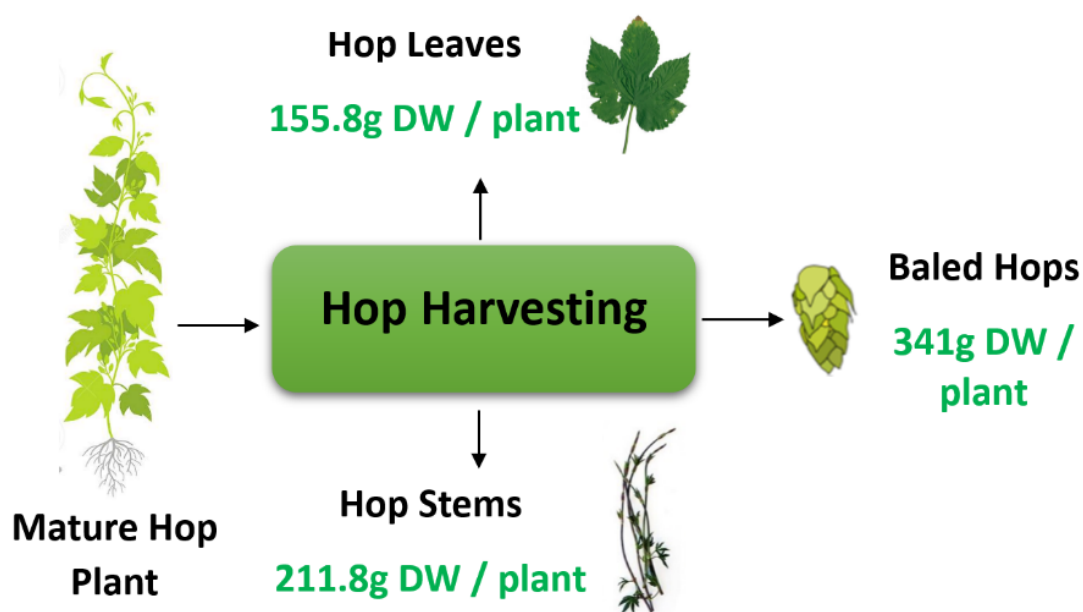 Hop Leaves
155.8g DW / plant
Hop Harvesting
Baled Hops
341g DW /
plant
Mature Hop
Plant
Hop Stems
211.8g DW / plant